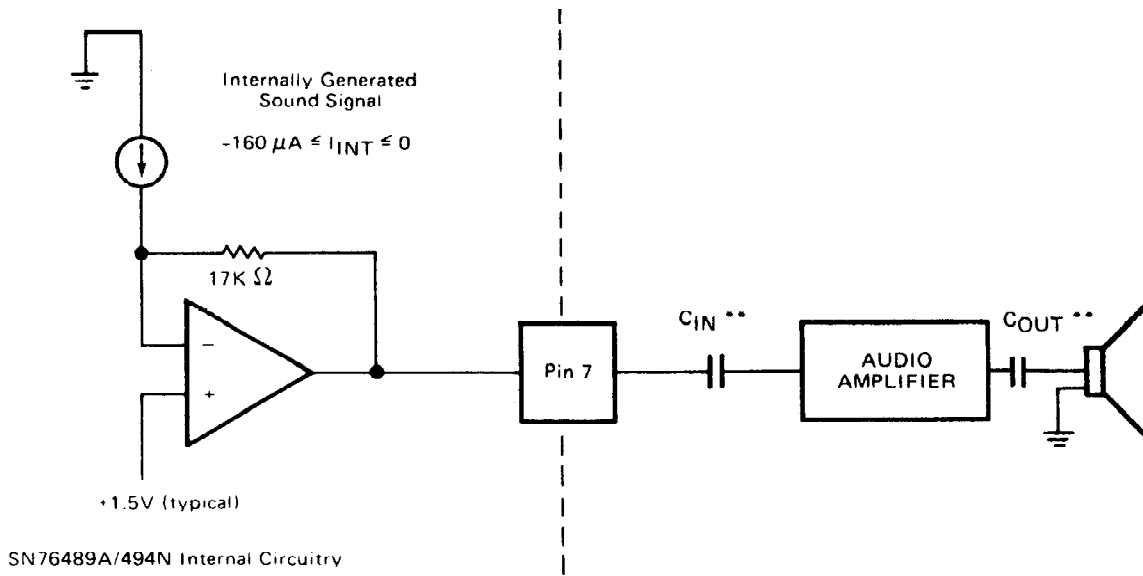 Internally Generated
Sound Signal
-160 μA ≤ IINT ≤ 0
17K Ω
−
+
+1.5V (typical)
Pin 7
CIN **
AUDIO
AMPLIFIER
COUT **
SN76489A/494N Internal Circuitry